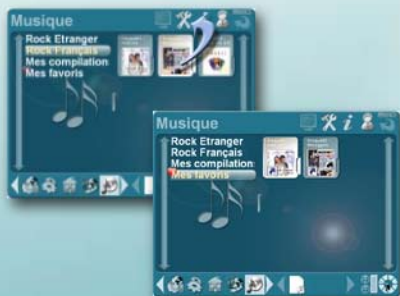 Musique
Rock Etranger
Rock Français
Mes compilation
Mes favoris
Musique
Rock Etranger
Rock Français
Mes compilation
Mes favoris